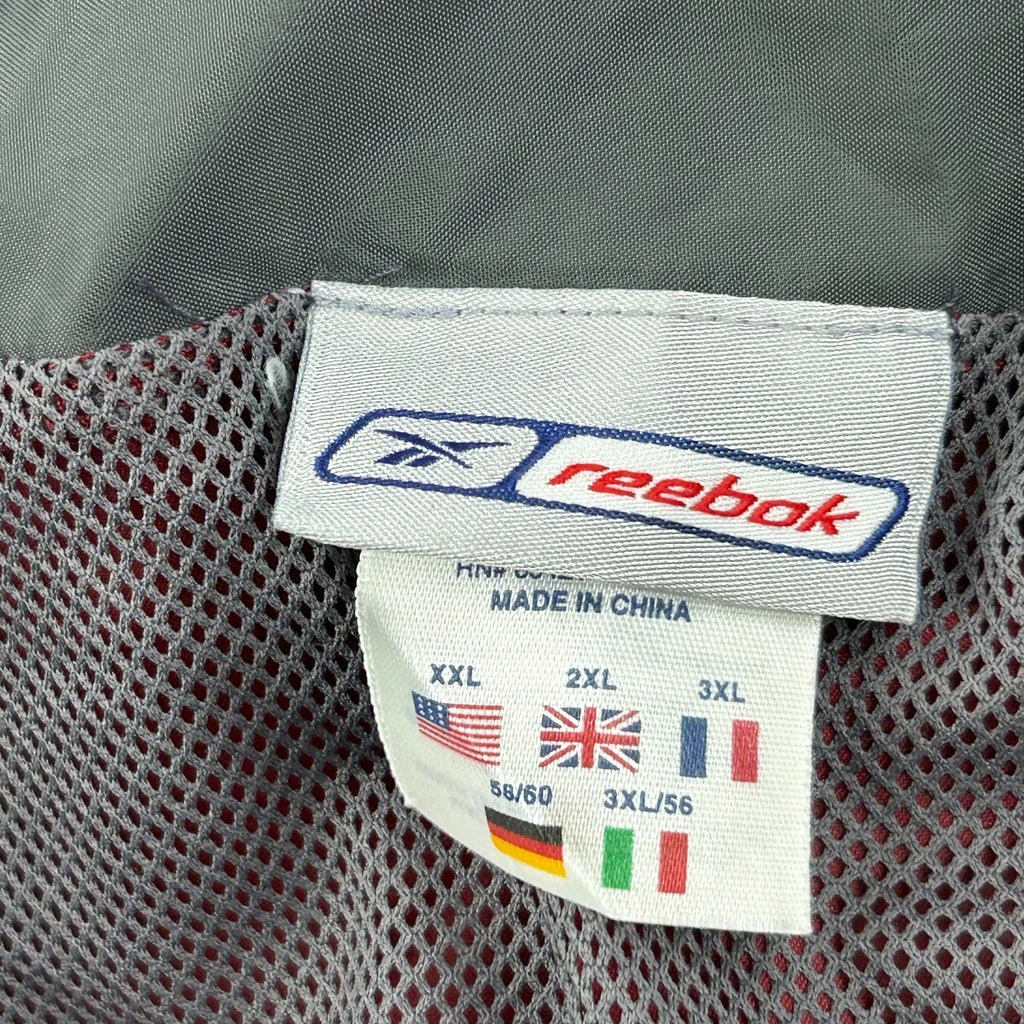 reebok
MADE IN CHINA
XXL 2XL 3XL
58/60 3XL/56